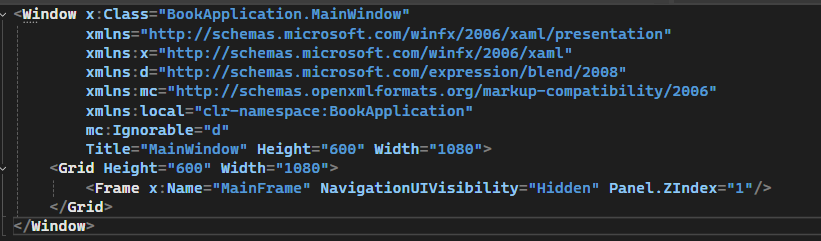 <Window x:Class="BookApplication.MainWindow"
        xmlns="http://schemas.microsoft.com/winfx/2006/xaml/presentation"
        xmlns:x="http://schemas.microsoft.com/winfx/2006/xaml"
        xmlns:d="http://schemas.microsoft.com/expression/blend/2008"
        xmlns:mc="http://schemas.openxmlformats.org/markup-compatibility/2006"
        xmlns:local="clr-namespace:BookApplication"
        mc:Ignorable="d"
        Title="MainWindow" Height="600" Width="1080">
    <Grid Height="600" Width="1080">
        <Frame x:Name="MainFrame" NavigationUIVisibility="Hidden" Panel.ZIndex="1"/>
    </Grid>
</Window>